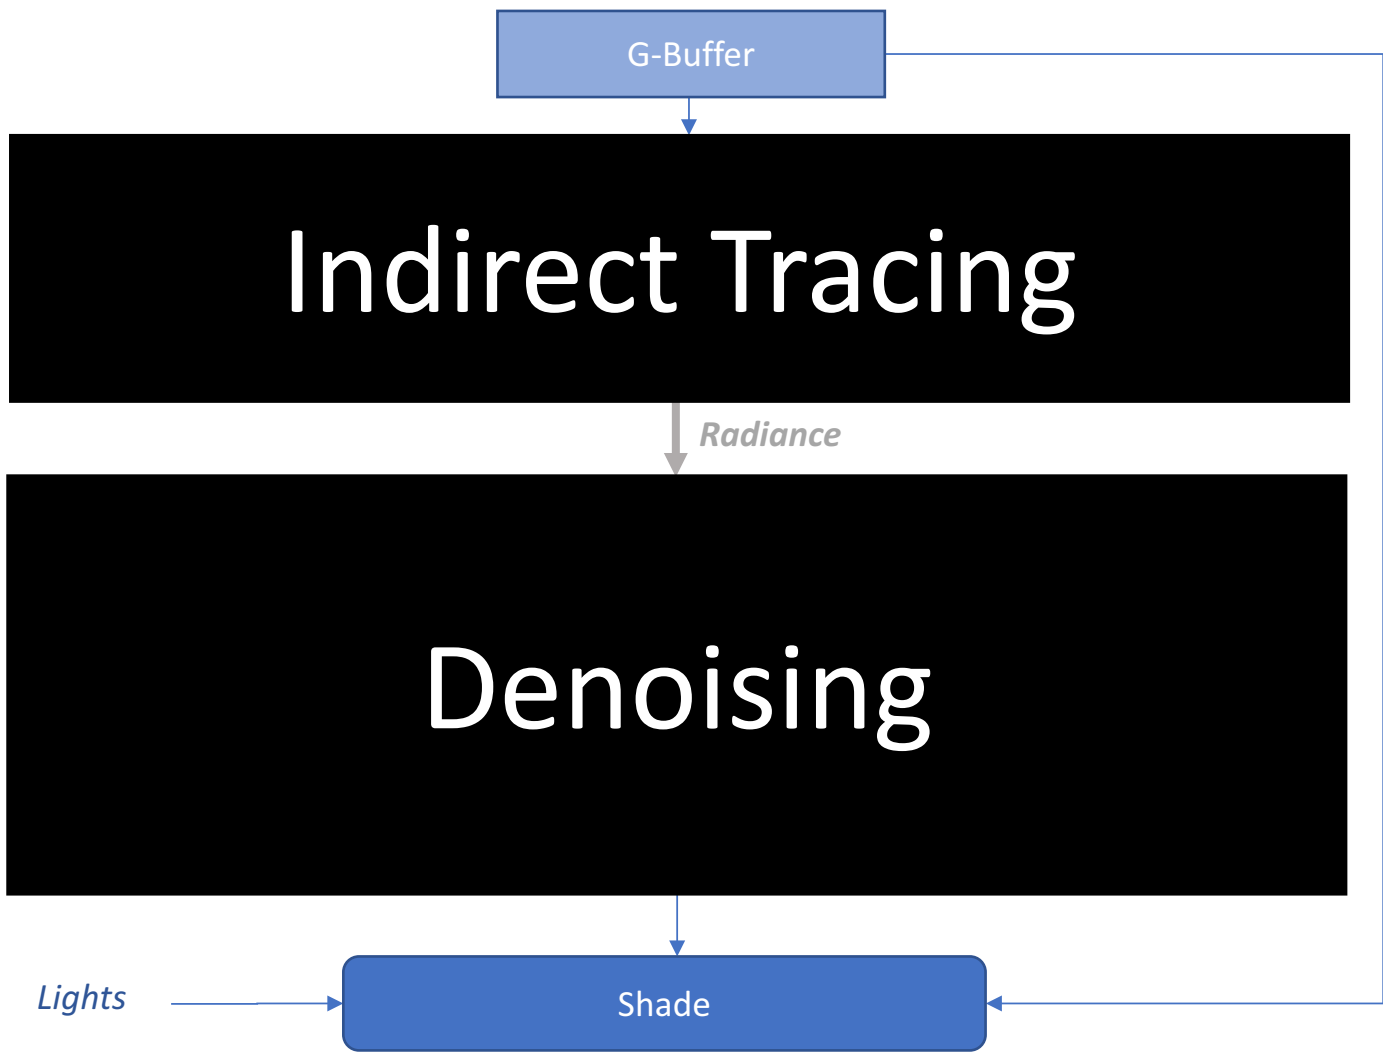 G-Buffer
Indirect Tracing
Radiance
Denoising
Lights
Shade